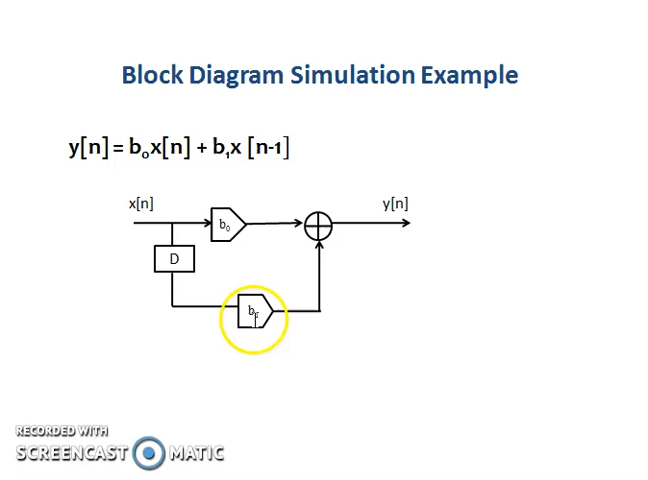 Block Diagram Simulation Example
y[n] = b₀x[n] + b₁x [n-1]
x[n]
y[n]
b₀
D
b₁
RECORDED WITH
SCREENCAST MATIC